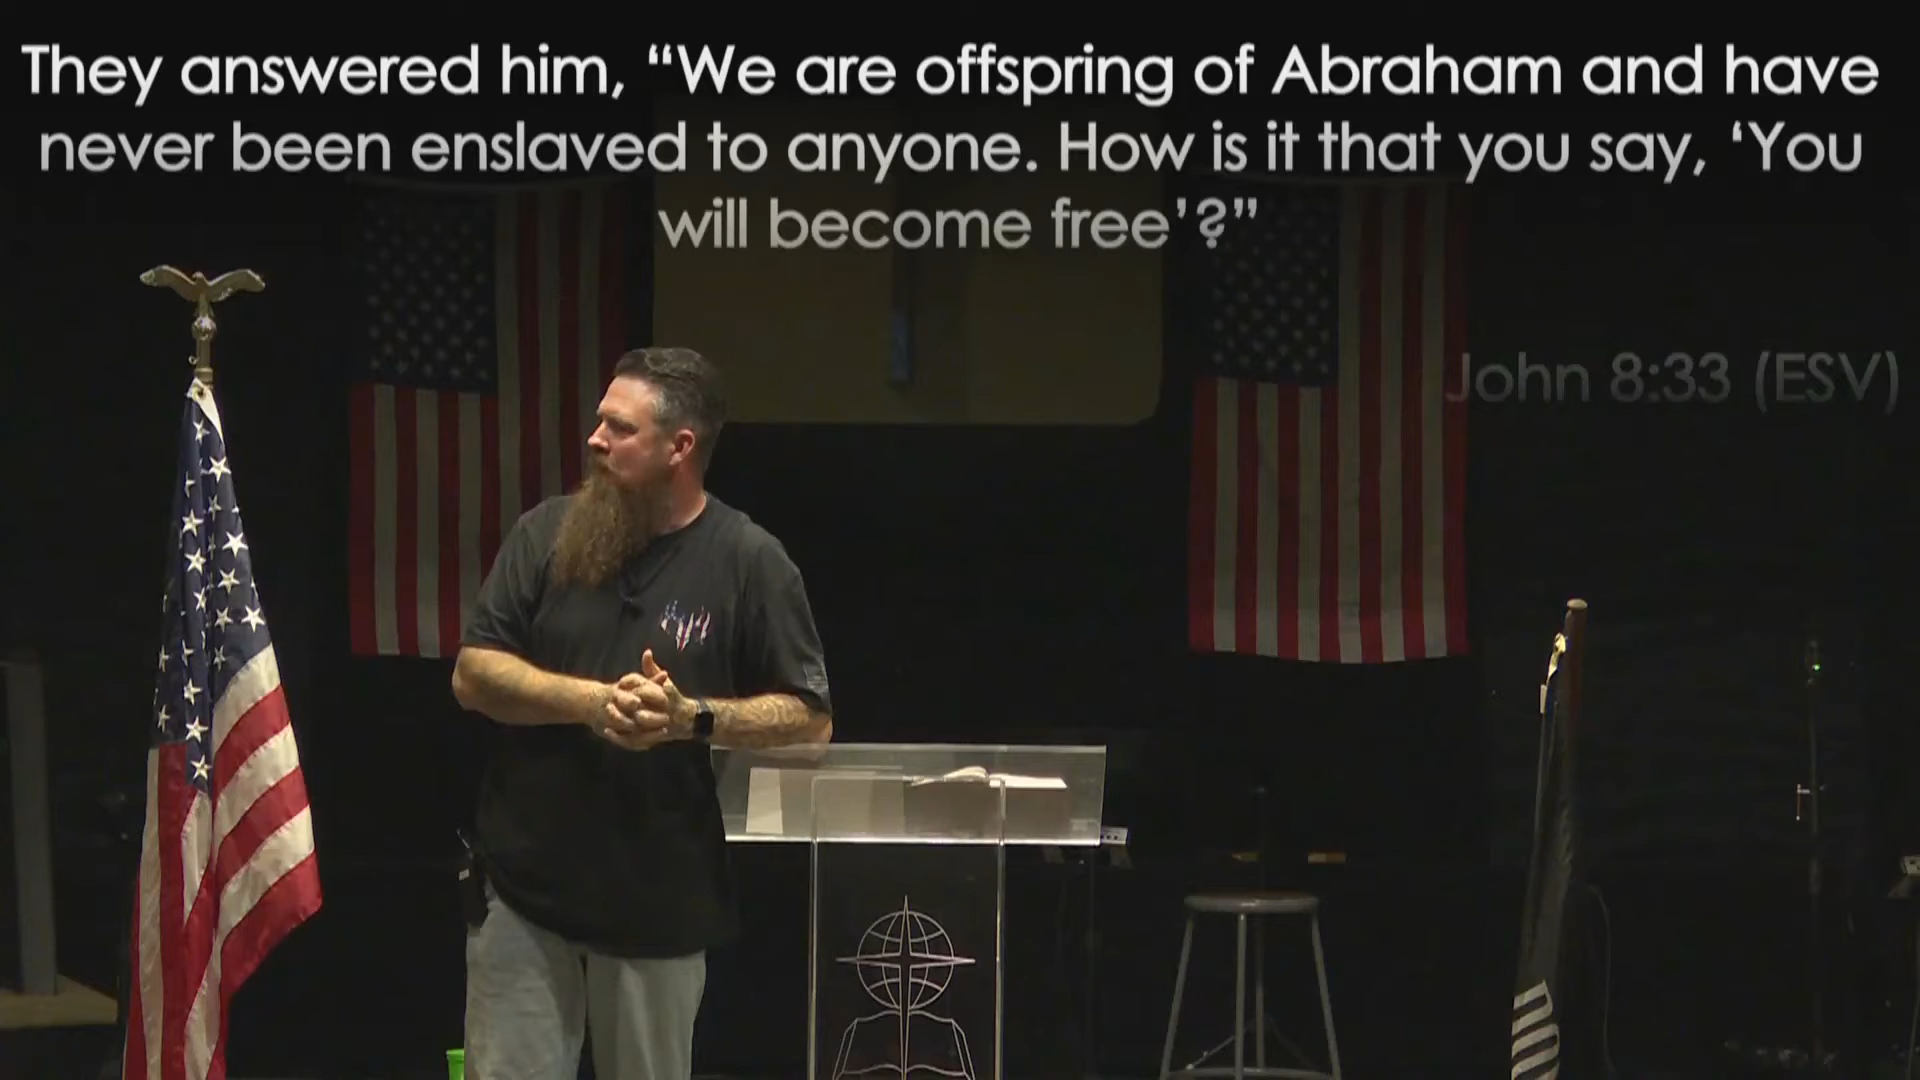 They answered him, “We are offspring of Abraham and have
never been enslaved to anyone. How is it that you say, ‘You
will become free’?”
John 8:33 (ESV)